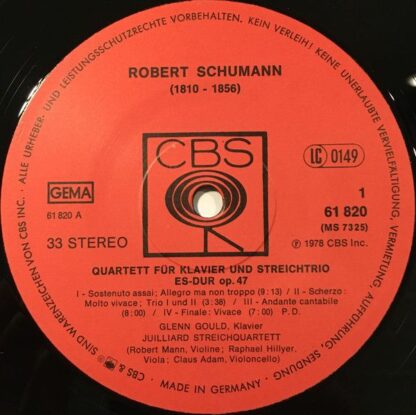 ALLE URHEBER- UND LEISTUNGSSCHUTZRECHTE VORBEHALTEN. KEIN VERLEIH! KEINE UNERLAUBTE VERVIELFÄLTIGUNG, VERMIETUNG, AUFFÜHRUNG, SENDUNG
ROBERT SCHUMANN
(1810 - 1856)
CBS
LC 0149
GEMA
61 820 A
1
61 820
(MS 7325)
33 STEREO
℗ 1978 CBS Inc.
QUARTETT FÜR KLAVIER UND STREICHTRIO
ES-DUR op. 47
I - Sostenuto assai; Allegro ma non troppo (9:13) / II - Scherzo:
Molto vivace; Trio I und II (3:38) / III - Andante cantabile
(8:00) / IV - Finale: Vivace (7:00) P.D.
GLENN GOULD, Klavier
JUILLIARD STREICHQUARTETT
(Robert Mann, Violine; Raphael Hillyer,
Viola; Claus Adam, Violoncello)
CBS & SIND WARENZEICHEN VON CBS INC.
MADE IN GERMANY